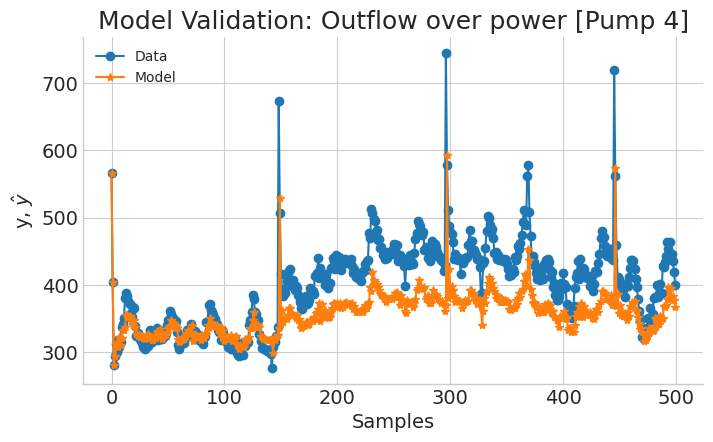 Model Validation: Outflow over power [Pump 4]
Data
Model
700
600
500
400
300
y, ŷ
0 100 200 300 400 500
Samples